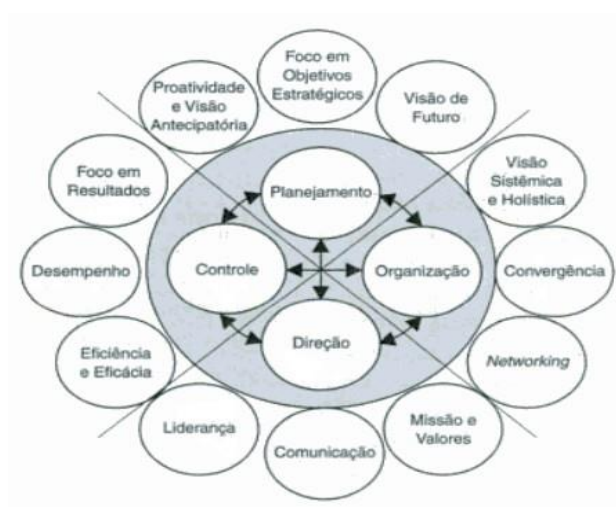 Foco em
Objetivos
Estratégicos
Proatividade
e Visão
Antecipatória
Visão de
Futuro
Foco em
Resultados
Visão
Sistêmica
e Holística
Planejamento
Desempenho
Controle
Organização
Convergência
Direção
Eficiência
e Eficácia
Networking
Liderança
Comunicação
Missão e
Valores